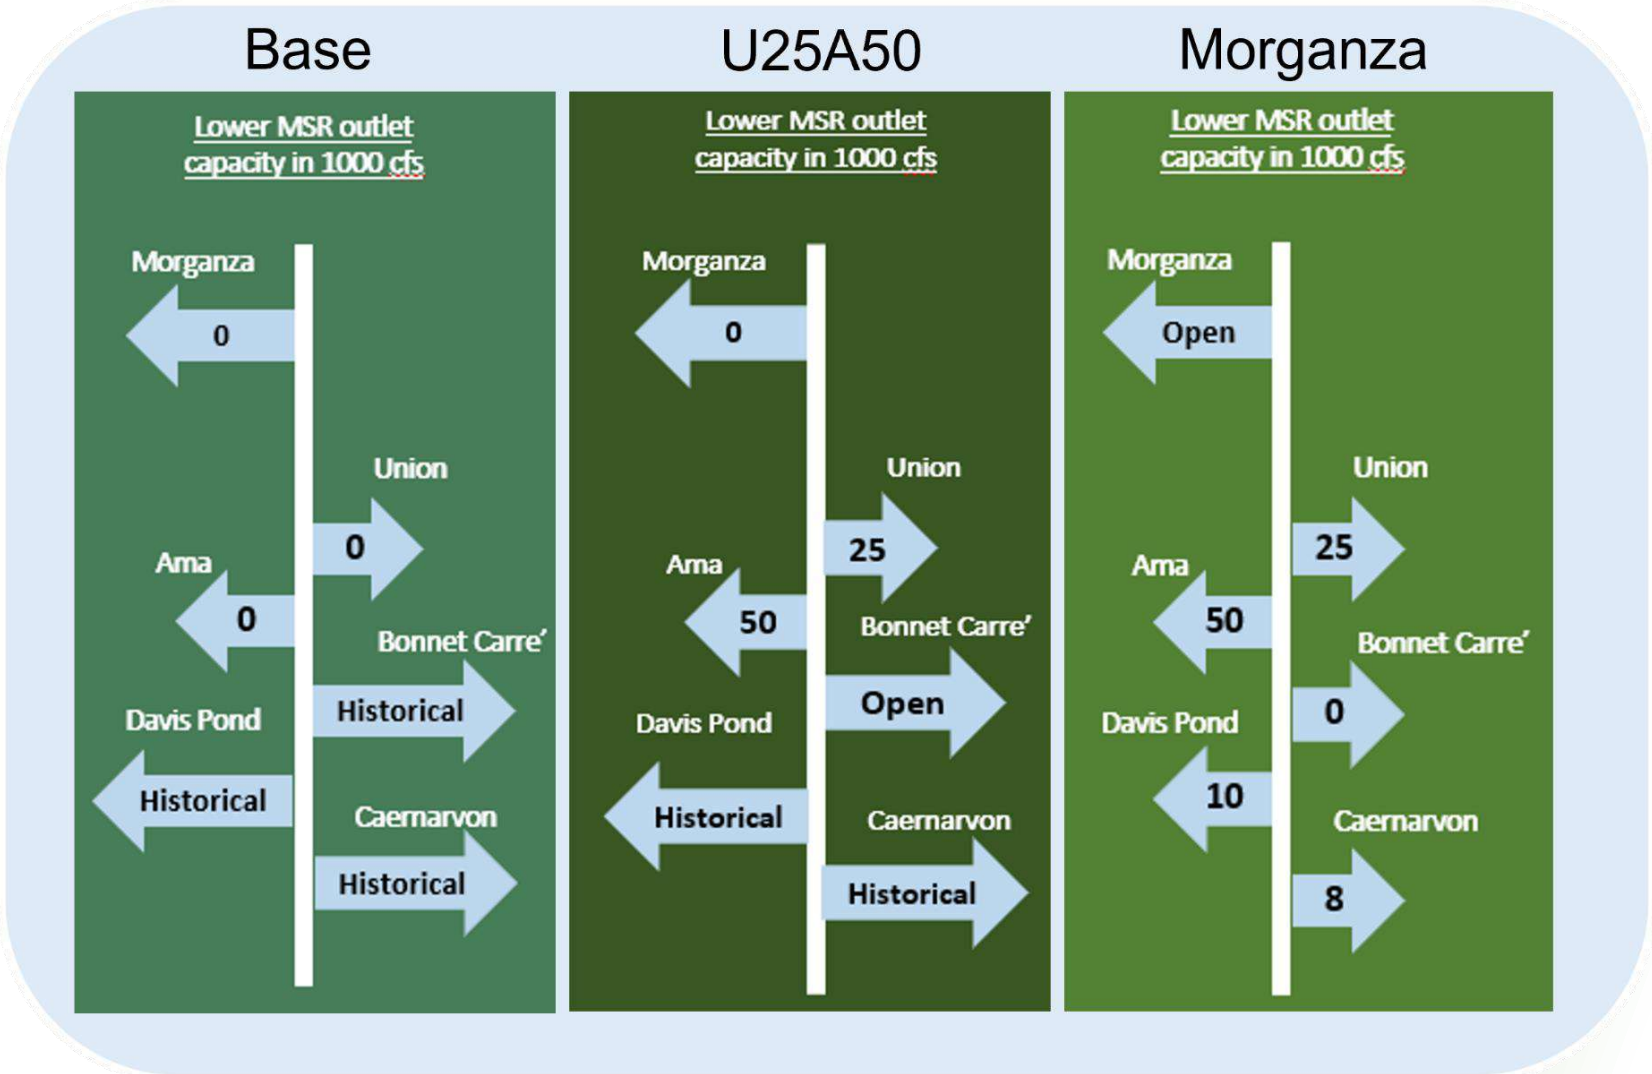 Base
Lower MSR outlet
capacity in 1000 cfs
Morganza
0
Union
0
Ama
0
Bonnet Carre’
Historical
Davis Pond
Historical
Caernarvon
Historical
U25A50
Lower MSR outlet
capacity in 1000 cfs
Morganza
0
Union
25
Ama
50
Bonnet Carre’
Open
Davis Pond
Historical
Caernarvon
Historical
Morganza
Lower MSR outlet
capacity in 1000 cfs
Morganza
Open
Union
25
Ama
50
Bonnet Carre’
0
Davis Pond
10
Caernarvon
8